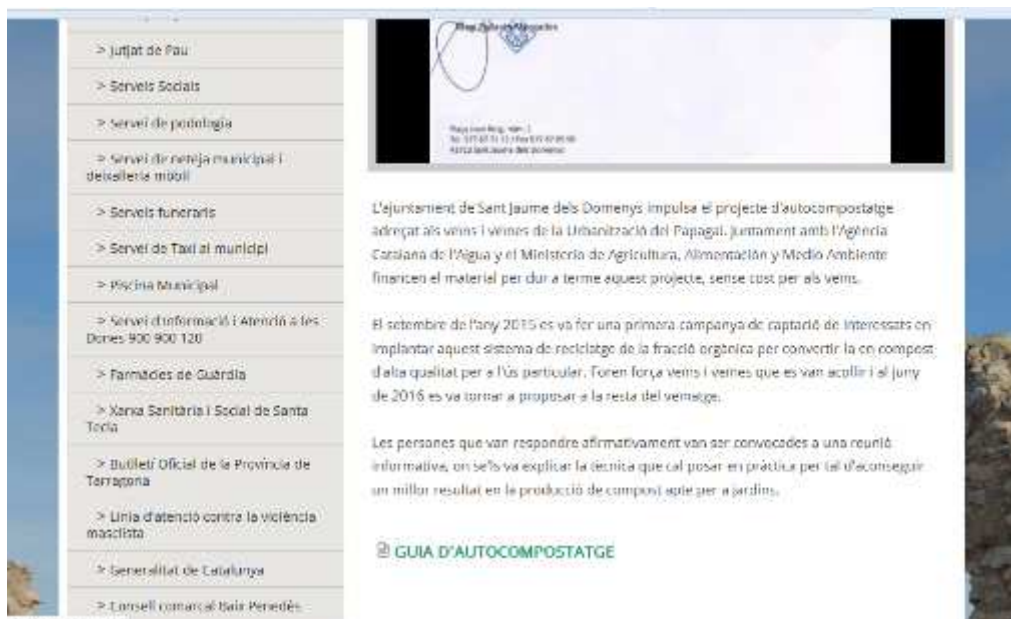 > Jutjat de Pau
> Serveis Socials
> Servei de podologia
> Servei de neteja municipal i
deixalleria mòbil
> Serveis funeraris
> Servei de Taxi al municipi
> Piscina Municipal
> Servei d'Informació i Atenció a les
Dones 900 900 120
> Farmàcies de Guàrdia
> Xarxa Sanitària i Social de Santa
Tecla
> Butlletí Oficial de la Província de
Tarragona
> Línia d'atenció contra la violència
masclista
> Generalitat de Catalunya
> Consell comarcal Baix Penedès
L'ajuntament de Sant Jaume dels Domenys impulsa el projecte d'autocompostatge
adreçat als veïns i veïnes de la Urbanització del Papagai. Juntament amb l'Agència
Catalana de l'Aigua y el Ministerio de Agricultura, Alimentación y Medio Ambiente
financen el material per dur a terme aquest projecte, sense cost per als veïns.
El setembre de l'any 2015 es va fer una primera campanya de captació de interessats en
implantar aquest sistema de reciclatge de la fracció orgànica per convertir la en compost
d'alta qualitat per a l'ús particular. Foren força veïns i veïnes que es van acollir i al juny
de 2016 es va tornar a proposar a la resta del veïnatge.
Les persones que van respondre afirmativament van ser convocades a una reunió
informativa, on se'ls va explicar la tècnica que cal posar en pràctica per tal d'aconseguir
un millor resultat en la producció de compost apte per a jardins.
GUIA D'AUTOCOMPOSTATGE